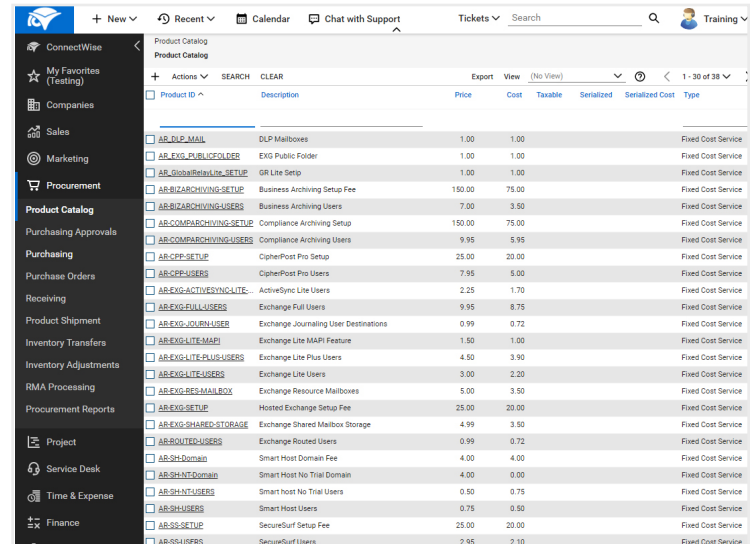 + New Recent Calendar Chat with Support Tickets Search Training
ConnectWise
My Favorites
(Testing)
Companies
Sales
Marketing
Procurement
Product Catalog
Purchasing Approvals
Purchasing
Purchase Orders
Receiving
Product Shipment
Inventory Transfers
Inventory Adjustments
RMA Processing
Procurement Reports
Project
Service Desk
Time & Expense
Finance
Product Catalog
Product Catalog
+ Actions SEARCH CLEAR Export View (No View) 1 - 30 of 38
Product ID Description Price Cost Taxable Serialized Serialized Cost Type
AR_DLP_MAIL DLP Mailboxes 1.00 1.00 Fixed Cost Service
AR_EXG_PUBLICFOLDER EXG Public Folder 1.00 1.00 Fixed Cost Service
AR_GlobalRelayLite_SETUP GR Lite Setip 1.00 1.00 Fixed Cost Service
AR-BIZARCHIVING-SETUP Business Archiving Setup Fee 150.00 75.00 Fixed Cost Service
AR-BIZARCHIVING-USERS Business Archiving Users 7.00 3.50 Fixed Cost Service
AR-COMPARCHIVING-SETUP Compliance Archiving Setup 150.00 75.00 Fixed Cost Service
AR-COMPARCHIVING-USERS Compliance Archiving Users 9.95 5.95 Fixed Cost Service
AR-CPP-SETUP CipherPost Pro Setup 25.00 20.00 Fixed Cost Service
AR-CPP-USERS CipherPost Pro Users 7.95 5.00 Fixed Cost Service
AR-EXG-ACTIVESYNC-LITE-... ActiveSync Lite Users 2.25 1.70 Fixed Cost Service
AR-EXG-FULL-USERS Exchange Full Users 9.95 8.75 Fixed Cost Service
AR-EXG-JOURN-USER Exchange Journaling User Destinations 0.99 0.72 Fixed Cost Service
AR-EXG-LITE-MAPI Exchange Lite MAPI Feature 1.50 1.00 Fixed Cost Service
AR-EXG-LITE-PLUS-USERS Exchange Lite Plus Users 4.50 3.90 Fixed Cost Service
AR-EXG-LITE-USERS Exchange Lite Users 3.00 2.20 Fixed Cost Service
AR-EXG-RES-MAILBOX Exchange Resource Mailboxes 5.00 3.50 Fixed Cost Service
AR-EXG-SETUP Hosted Exchange Setup Fee 25.00 20.00 Fixed Cost Service
AR-EXG-SHARED-STORAGE Exchange Shared Mailbox Storage 4.99 3.50 Fixed Cost Service
AR-ROUTED-USERS Exchange Routed Users 0.99 0.72 Fixed Cost Service
AR-SH-Domain Smart Host Domain Fee 4.00 4.00 Fixed Cost Service
AR-SH-NT-Domain Smart Host No Trial Domain 4.00 0.00 Fixed Cost Service
AR-SH-NT-USERS Smart host No Trial Users 0.50 0.75 Fixed Cost Service
AR-SH-USERS Smart Host Users 0.75 0.50 Fixed Cost Service
AR-SS-SETUP SecureSurf Setup Fee 25.00 20.00 Fixed Cost Service
AR-SS-USERS SecureSurf Users 2.95 2.10 Fixed Cost Service